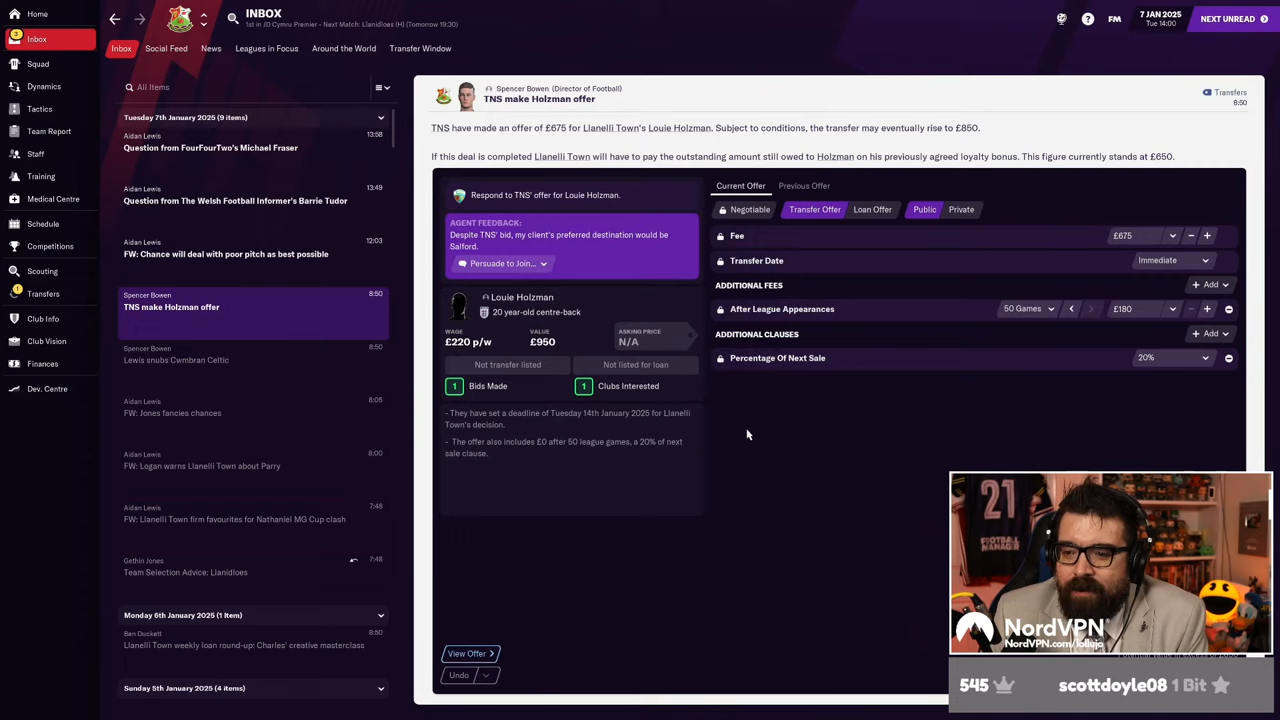 Home
Inbox
3
Squad
Dynamics
Tactics
Team Report
Staff
Training
Medical Centre
Schedule
Competitions
Scouting
1
Transfers
Club Info
Club Vision
Finances
Dev. Centre
INBOX
1st in JD Cymru Premier - Next Match: Llanidloes (H) (Tomorrow 19:30)
FM
7 JAN 2025
Tue 14:00
NEXT UNREAD
Inbox Social Feed News Leagues in Focus Around the World Transfer Window
All Items
Tuesday 7th January 2025 (9 items)
Aidan Lewis 13:58
Question from FourFourTwo's Michael Fraser
Aidan Lewis 13:49
Question from The Welsh Football Informer's Barrie Tudor
Aidan Lewis 12:03
FW: Chance will deal with poor pitch as best possible
Spencer Bowen 8:50
TNS make Holzman offer
Spencer Bowen 8:50
Lewis snubs Cwmbran Celtic
Aidan Lewis 8:05
FW: Jones fancies chances
Aidan Lewis 8:00
FW: Logan warns Llanelli Town about Parry
Aidan Lewis 7:48
FW: Llanelli Town firm favourites for Nathaniel MG Cup clash
Gethin Jones 7:48
Team Selection Advice: Llanidloes
Monday 6th January 2025 (1 Item)
Ben Duckett 8:50
Llanelli Town weekly loan round-up: Charles' creative masterclass
Sunday 5th January 2025 (4 items)
Spencer Bowen (Director of Football)
TNS make Holzman offer
Transfers
8:50
TNS have made an offer of £675 for Llanelli Town's Louie Holzman. Subject to conditions, the transfer may eventually rise to £850.
If this deal is completed Llanelli Town will have to pay the outstanding amount still owed to Holzman on his previously agreed loyalty bonus. This figure currently stands at £650.
Respond to TNS' offer for Louie Holzman.
AGENT FEEDBACK:
Despite TNS' bid, my client's preferred destination would be
Salford.
Persuade to Join...
Louie Holzman
20 year-old centre-back
WAGE
£220 p/w
VALUE
£950
ASKING PRICE
N/A
Not transfer listed Not listed for loan
1 Bids Made 1 Clubs Interested
- They have set a deadline of Tuesday 14th January 2025 for Llanelli
Town's decision.
- The offer also includes £0 after 50 league games, a 20% of next
sale clause.
View Offer
Undo
Current Offer Previous Offer
Negotiable Transfer Offer Loan Offer Public Private
Fee £675
Transfer Date Immediate
ADDITIONAL FEES Add
After League Appearances 50 Games £180
ADDITIONAL CLAUSES Add
Percentage Of Next Sale 20%
21
FOOTBALL
MANAGER
NordVPN®
NordVPN.com/lollujo
545 scottdoyle08 1 Bit